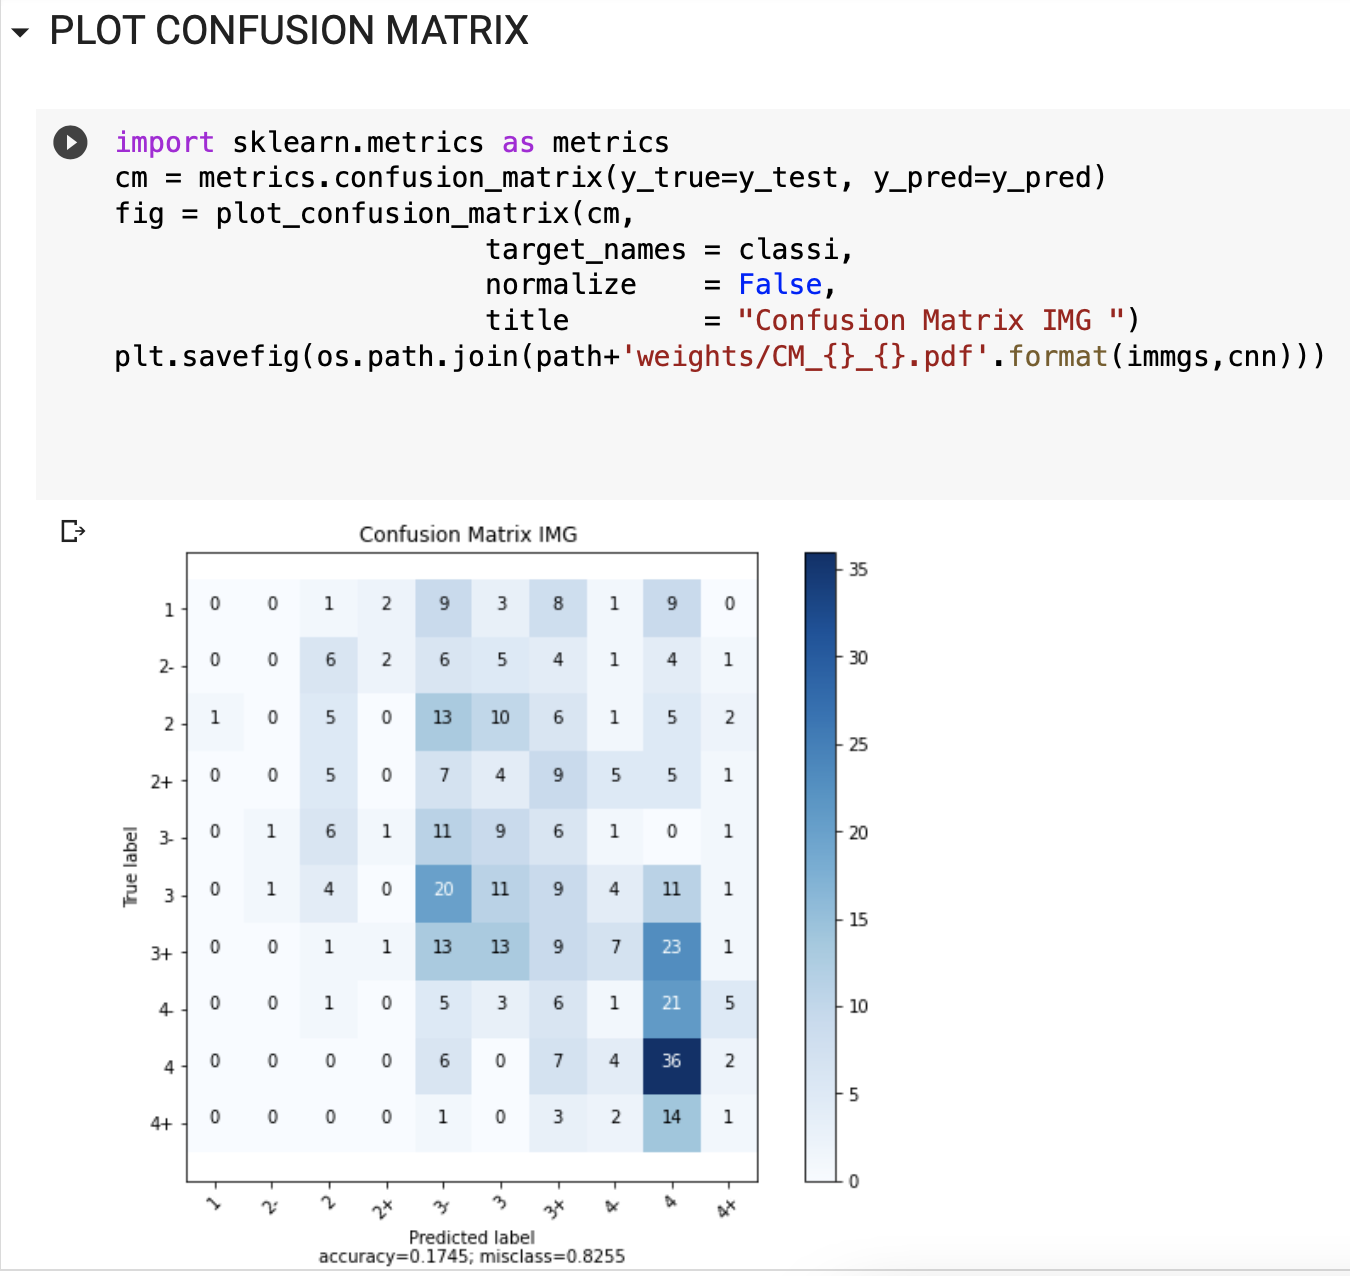 PLOT CONFUSION MATRIX
import sklearn.metrics as metrics
cm = metrics.confusion_matrix(y_true=y_test, y_pred=y_pred)
fig = plot_confusion_matrix(cm,
target_names = classi,
normalize    = False,
title        = "Confusion Matrix IMG ")
plt.savefig(os.path.join(path+'weights/CM_{}_{}.pdf'.format(immgs,cnn)))
Confusion Matrix IMG
1 0 0 1 2 9 3 8 1 9 0
2- 0 0 6 2 6 5 4 1 4 1
2 1 0 5 0 13 10 6 1 5 2
2+ 0 0 5 0 7 4 9 5 5 1
3- 0 1 6 1 11 9 6 1 0 1
3 0 1 4 0 20 11 9 4 11 1
3+ 0 0 1 1 13 13 9 7 23 1
4- 0 0 1 0 5 3 6 1 21 5
4 0 0 0 0 6 0 7 4 36 2
4+ 0 0 0 0 1 0 3 2 14 1
True label
1 2- 2 2+ 3- 3 3+ 4- 4 4+
Predicted label
accuracy=0.1745; misclass=0.8255
35
30
25
20
15
10
5
0